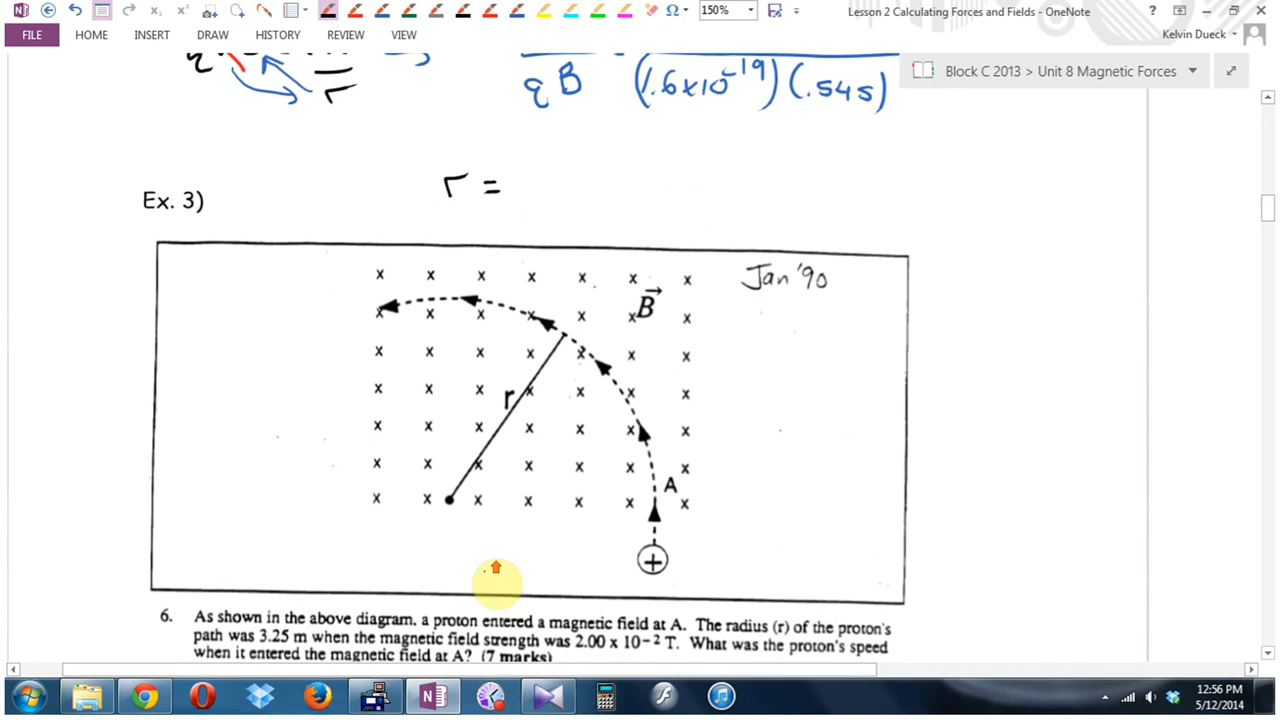 150%
Lesson 2 Calculating Forces and Fields - OneNote
FILE HOME INSERT DRAW HISTORY REVIEW VIEW
Kelvin Dueck
Block C 2013 > Unit 8 Magnetic Forces
r
qB (1.6x10^-19)(.545)
r =
Ex. 3)
x x x x x x x Jan '90
B
x x x x x x x
x x x x x x x
r x x x x x x x
x x x x x x x
x x x x x x x
A
x x x x x x x
+
6. As shown in the above diagram, a proton entered a magnetic field at A. The radius (r) of the proton's
path was 3.25 m when the magnetic field strength was 2.00 x 10⁻² T. What was the proton's speed
when it entered the magnetic field at A? (7 marks)
12:56 PM
5/12/2014